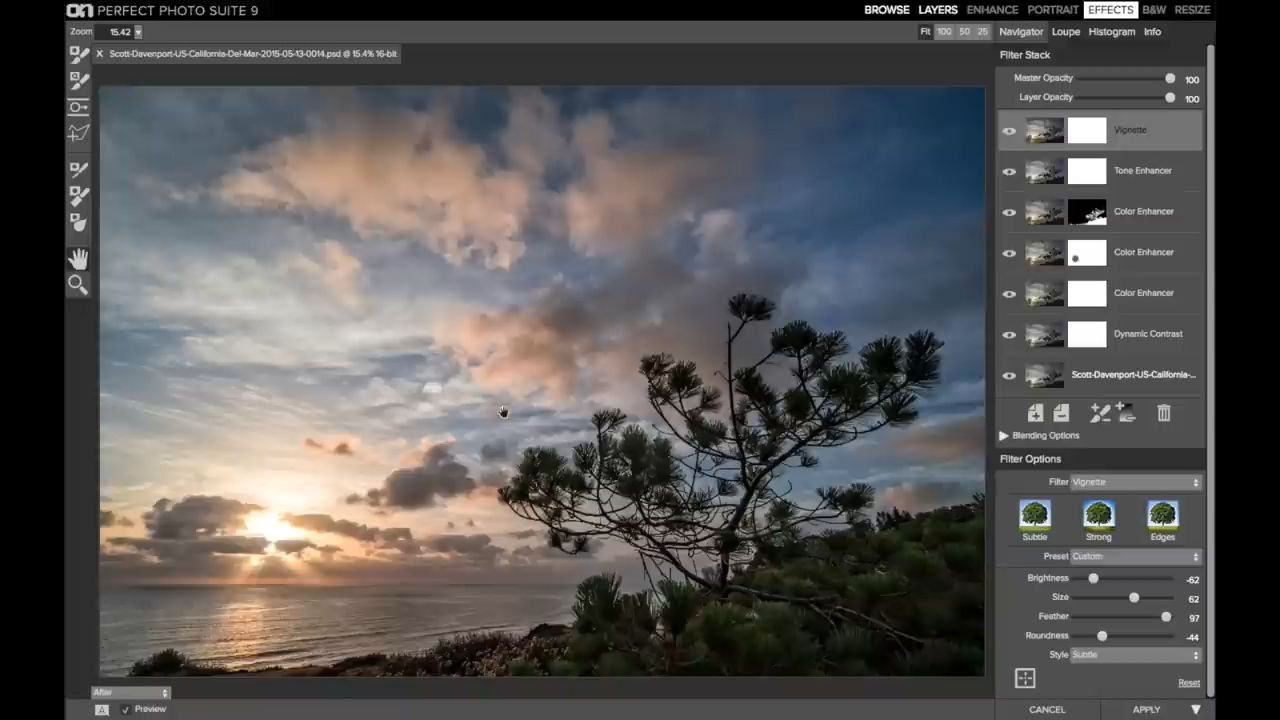 on PERFECT PHOTO SUITE 9
BROWSE LAYERS ENHANCE PORTRAIT EFFECTS B&W RESIZE
Zoom 15.42
Fit 100 50 25
Navigator Loupe Histogram Info
X Scott-Davenport-US-California-Del-Mar-2015-05-13-0014.psd @ 15.4% 16-bit
Filter Stack
Master Opacity 100
Layer Opacity 100
Vignette
Tone Enhancer
Color Enhancer
Color Enhancer
Color Enhancer
Dynamic Contrast
Scott-Davenport-US-California-...
Blending Options
Filter Options
Filter Vignette
Subtle Strong Edges
Preset Custom
Brightness -62
Size 62
Feather 97
Roundness -44
Style Subtle
Reset
After
A Preview
CANCEL APPLY